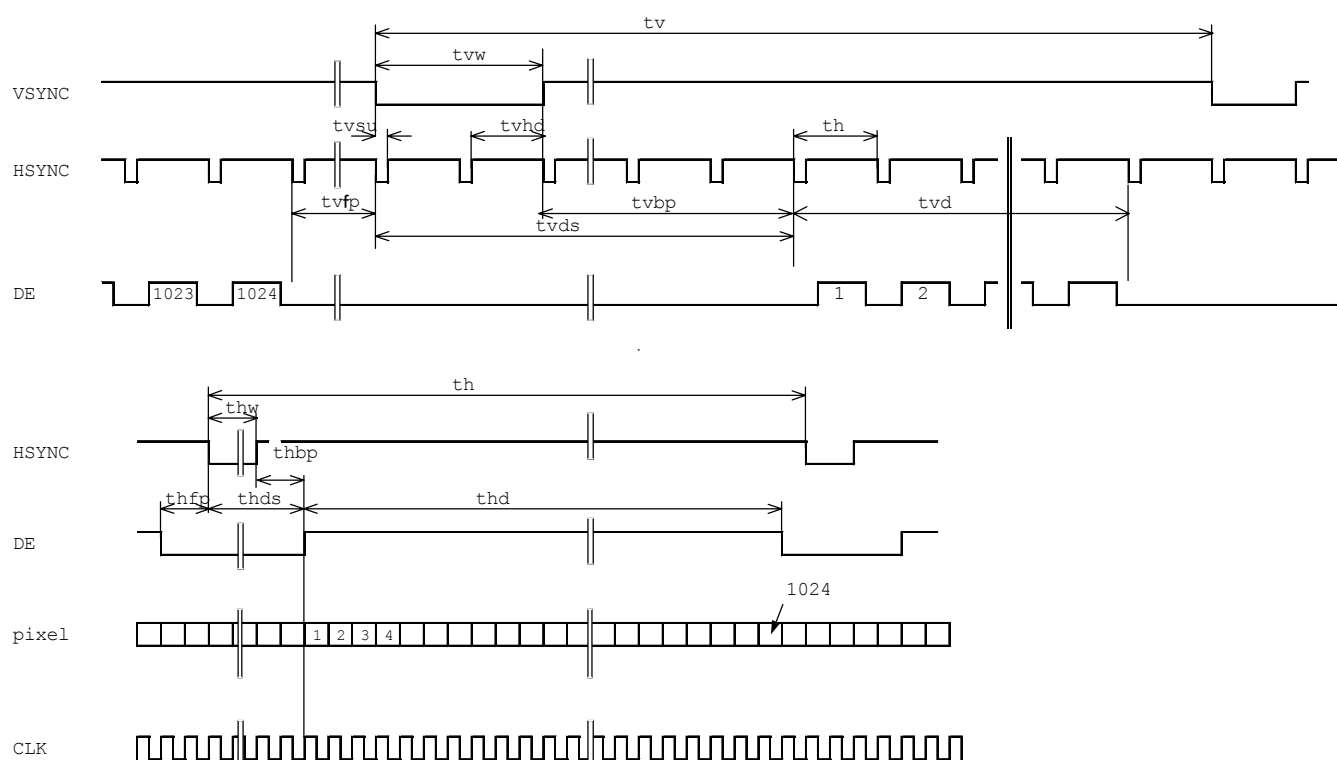 tv
tvw
VSYNC
tvsu tvhd th
HSYNC
tvfp tvbp tvd
tvds
DE 1023 1024 1 2
th
thw
HSYNC
thbp
thfp thds thd
DE
1024
pixel 1 2 3 4
CLK